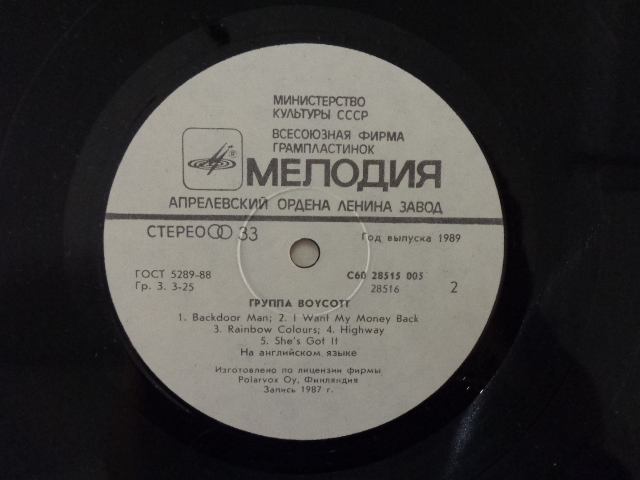 МИНИСТЕРСТВО
КУЛЬТУРЫ СССР
ВСЕСОЮЗНАЯ ФИРМА
ГРАМПЛАСТИНОК
МЕЛОДИЯ
АПРЕЛЕВСКИЙ ОРДЕНА ЛЕНИНА ЗАВОД
СТЕРЕО 33
Год выпуска 1989
ГОСТ 5289-88
С60 28515 005
Гр. 3. 3-25
28516
2
ГРУППА BOYCOTT
1. Backdoor Man; 2. I Want My Money Back
3. Rainbow Colours; 4. Highway
5. She's Got It
На английском языке
Изготовлено по лицензии фирмы
Polarvox Oy, Финляндия
Запись 1987 г.